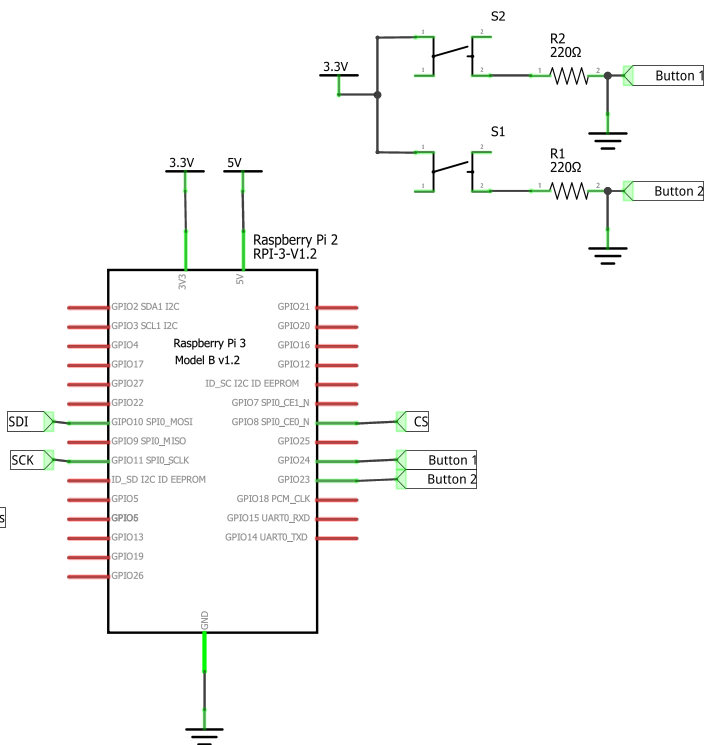 S2
1
2
R2
220Ω
3.3V
1
2
1
2
Button 1
S1
1
2
R1
220Ω
1
2
1
2
Button 2
3.3V
5V
Raspberry Pi 2
RPI-3-V1.2
3V3
5V
GPIO2 SDA1 I2C
GPIO21
GPIO3 SCL1 I2C
GPIO20
Raspberry Pi 3
Model B v1.2
GPIO4
GPIO16
GPIO17
GPIO12
GPIO27
ID_SC I2C ID EEPROM
GPIO22
GPIO7 SPI0_CE1_N
SDI
GIPO10 SPI0_MOSI
GPIO8 SPI0_CE0_N
CS
GPIO9 SPI0_MISO
GPIO25
SCK
GPIO11 SPI0_SCLK
GPIO24
Button 1
ID_SD I2C ID EEPROM
GPIO23
Button 2
GPIO5
GPIO18 PCM_CLK
s
GPIO6
GPIO15 UART0_RXD
GPIO13
GPIO14 UART0_TXD
GPIO19
GPIO26
GND